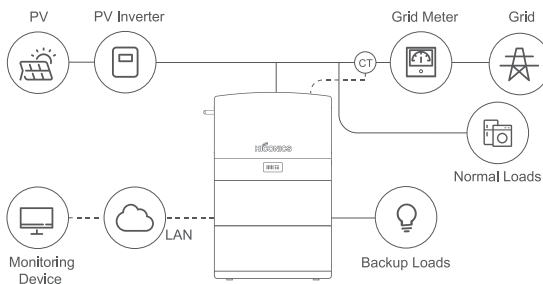 PV
PV Inverter
Grid Meter
Grid
CT
HICONICS
Normal Loads
LAN
Monitoring
Device
Backup Loads